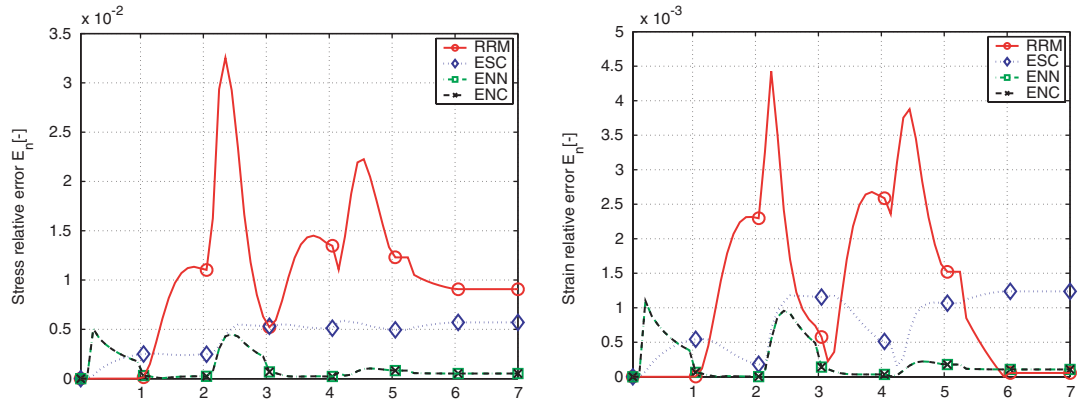 x 10^-2
3.5
3
2.5
2
1.5
1
0.5
0
Stress relative error E_n[-]
1 2 3 4 5 6 7
RRM
ESC
ENN
ENC
x 10^-3
5
4.5
4
3.5
3
2.5
2
1.5
1
0.5
0
Strain relative error E_n[-]
1 2 3 4 5 6 7
RRM
ESC
ENN
ENC